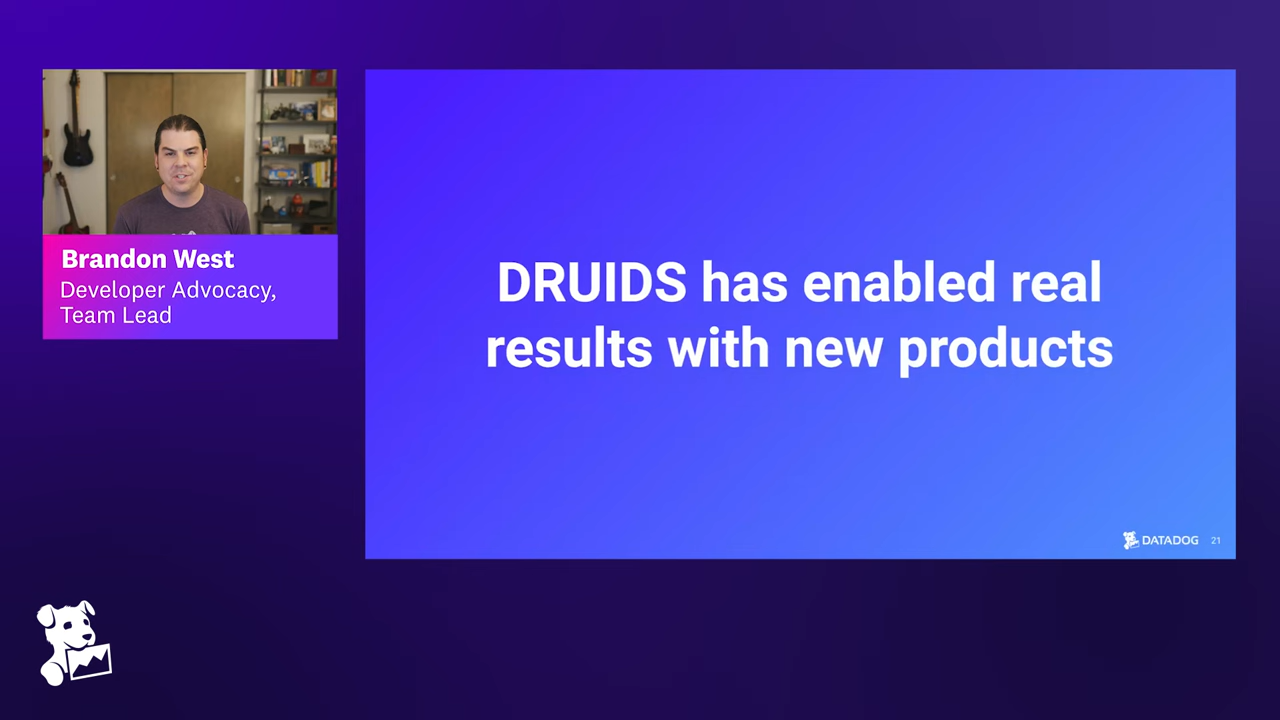 Brandon West
Developer Advocacy,
Team Lead
DRUIDS has enabled real
results with new products
DATADOG 21